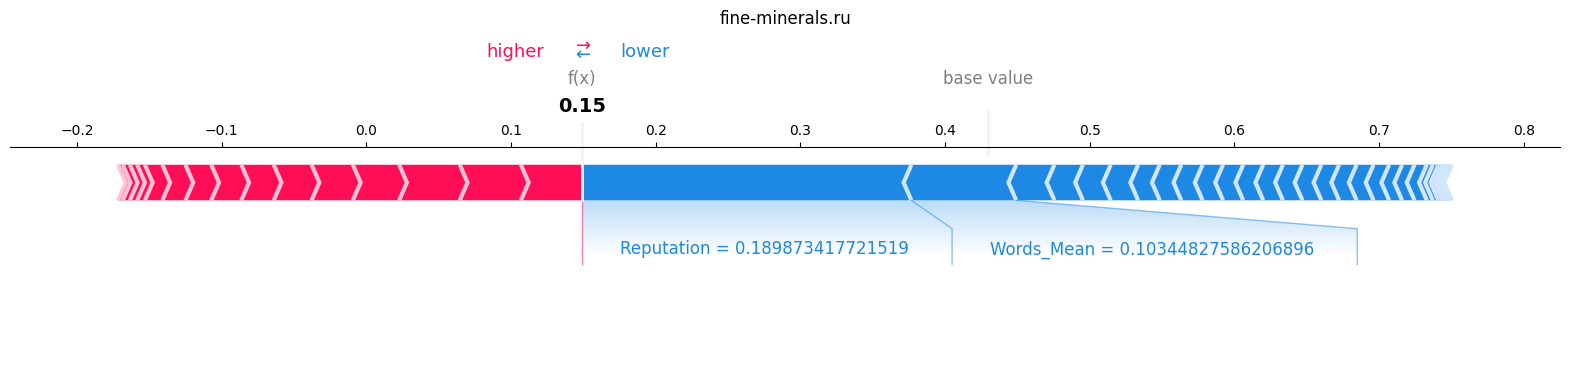 fine-minerals.ru
higher ⇄ lower
f(x)
base value
0.15
−0.2 −0.1 0.0 0.1 0.2 0.3 0.4 0.5 0.6 0.7 0.8
Reputation = 0.189873417721519
Words_Mean = 0.10344827586206896